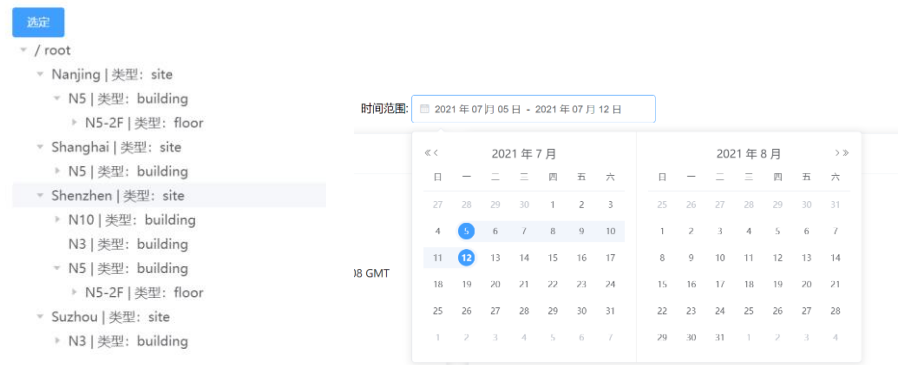 选定
/ root
Nanjing | 类型：site
N5 | 类型：building
N5-2F | 类型：floor
Shanghai | 类型：site
N5 | 类型：building
Shenzhen | 类型：site
N10 | 类型：building
N3 | 类型：building
N5 | 类型：building
N5-2F | 类型：floor
Suzhou | 类型：site
N3 | 类型：building
时间范围: 2021 年 07 月 05 日 - 2021 年 07 月 12 日
2021 年 7 月
日 一 二 三 四 五 六
27 28 29 30 1 2 3
4 5 6 7 8 9 10
11 12 13 14 15 16 17
18 19 20 21 22 23 24
25 26 27 28 29 30 31
1 2 3 4 5 6 7
2021 年 8 月
日 一 二 三 四 五 六
25 26 27 28 29 30 31
1 2 3 4 5 6 7
8 9 10 11 12 13 14
15 16 17 18 19 20 21
22 23 24 25 26 27 28
29 30 31 1 2 3 4
GMT